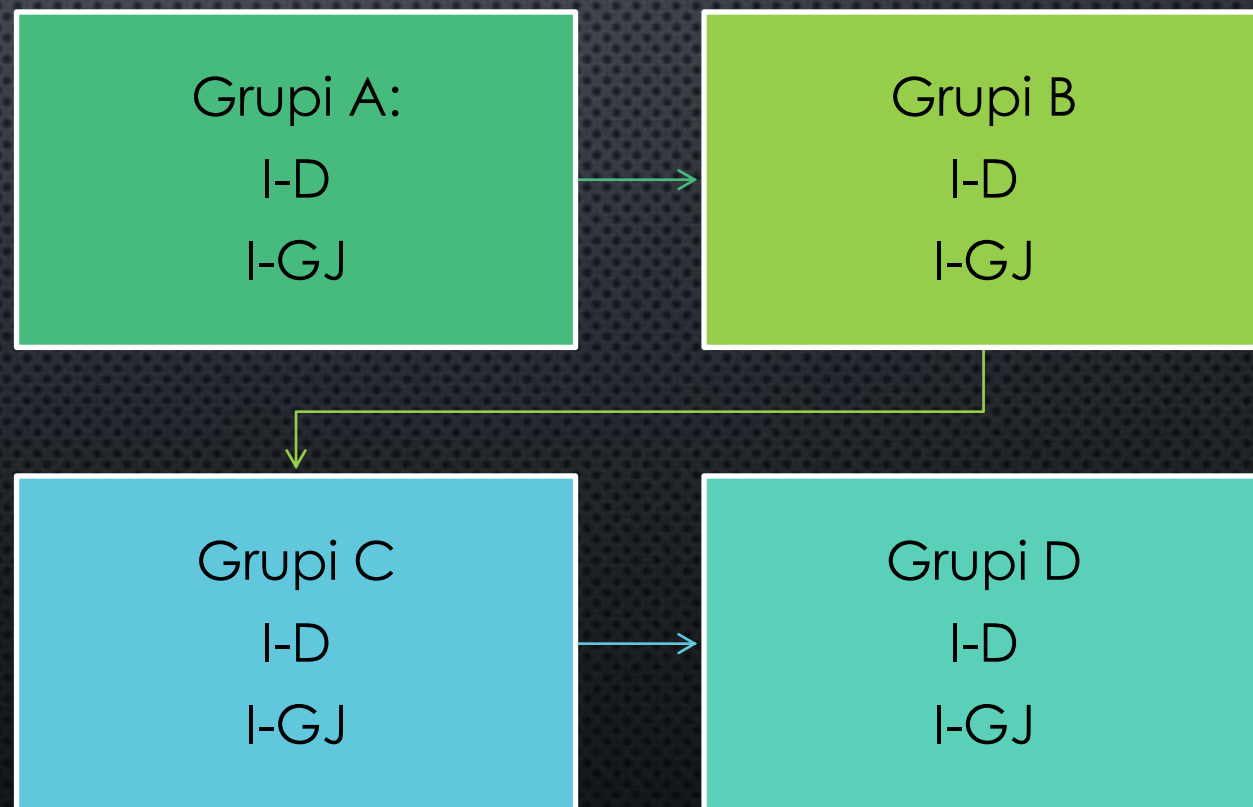 Grupi A:
I-D
I-GJ
Grupi B
I-D
I-GJ
Grupi C
I-D
I-GJ
Grupi D
I-D
I-GJ